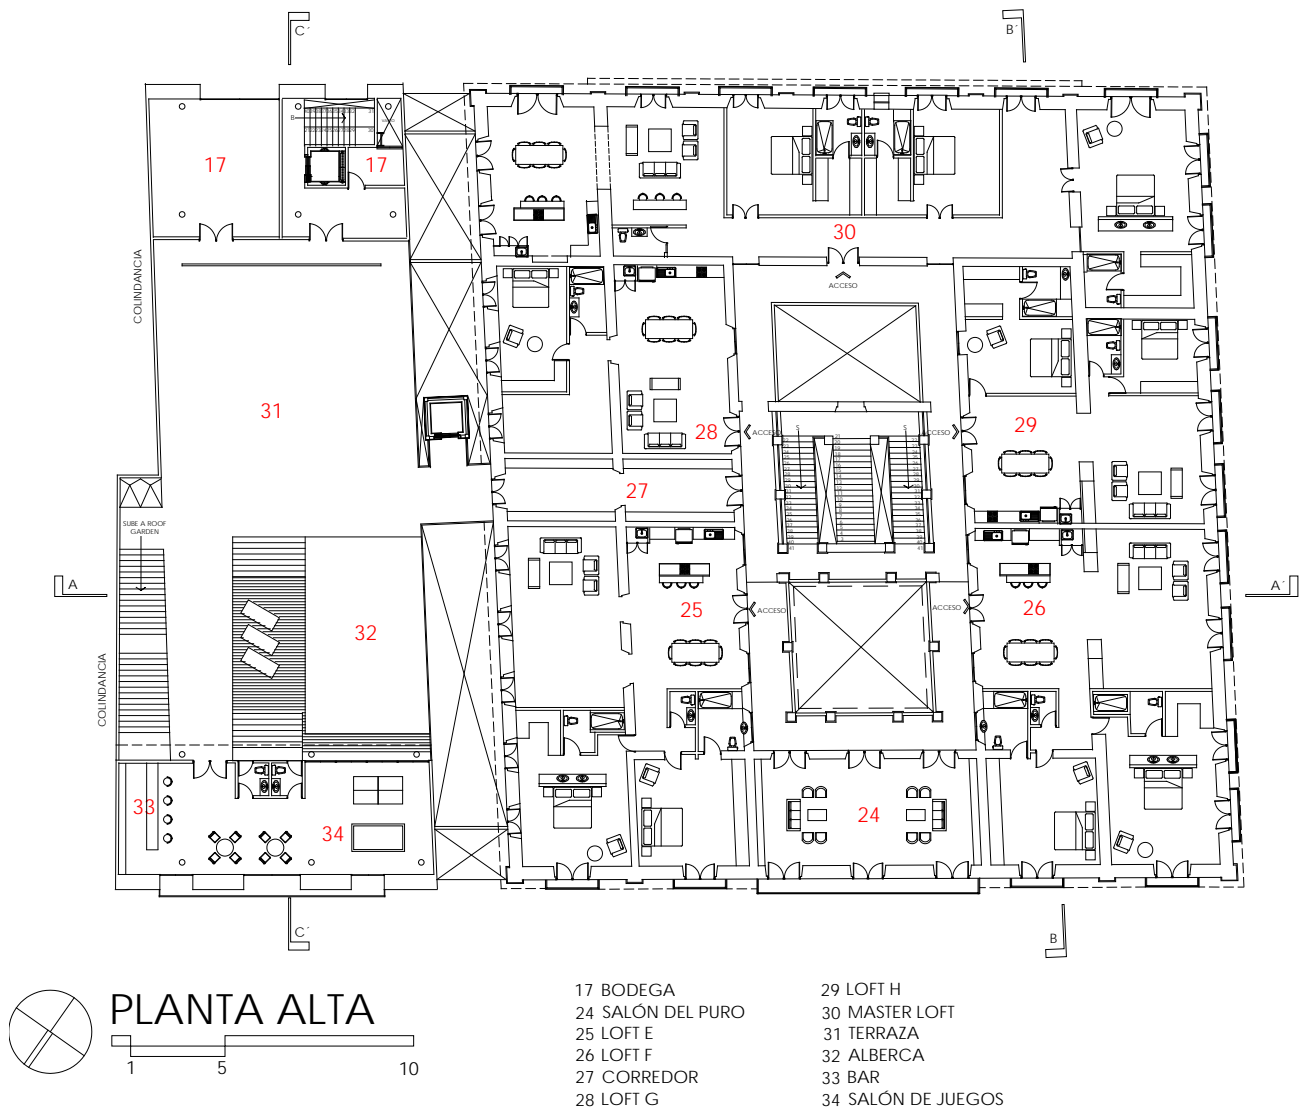 C´
B´
B
17
17
30
ACCESO
COLINDANCIA
31
28
ACCESO
S
S
ACCESO
29
27
SUBE A ROOF
GARDEN
A
A´
25
ACCESO
ACCESO
26
32
COLINDANCIA
33
34
24
C´
B
PLANTA ALTA
1 5 10
17 BODEGA
24 SALÓN DEL PURO
25 LOFT E
26 LOFT F
27 CORREDOR
28 LOFT G
29 LOFT H
30 MASTER LOFT
31 TERRAZA
32 ALBERCA
33 BAR
34 SALÓN DE JUEGOS